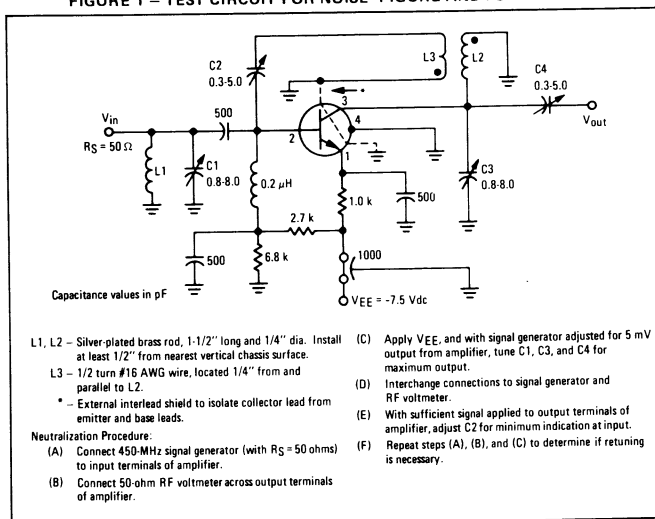 FIGURE 1 – TEST CIRCUIT FOR NOISE FIGURE AND
C2
0.3-5.0
L3
L2
C4
0.3-5.0
500
3
4
Vin
2
Vout
RS = 50 Ω
1
L1
C1
0.8-8.0
0.2 µH
C3
0.8-8.0
1.0 k
500
2.7 k
500
6.8 k
1000
Capacitance values in pF
VEE = -7.5 Vdc
L1, L2 – Silver-plated brass rod, 1-1/2" long and 1/4" dia. Install
at least 1/2" from nearest vertical chassis surface.
L3 – 1/2 turn #16 AWG wire, located 1/4" from and
parallel to L2.
* – External interlead shield to isolate collector lead from
emitter and base leads.
Neutralization Procedure:
(A) Connect 450-MHz signal generator (with RS = 50 ohms)
to input terminals of amplifier.
(B) Connect 50-ohm RF voltmeter across output terminals
of amplifier.
(C) Apply VEE, and with signal generator adjusted for 5 mV
output from amplifier, tune C1, C3, and C4 for
maximum output.
(D) Interchange connections to signal generator and
RF voltmeter.
(E) With sufficient signal applied to output terminals of
amplifier, adjust C2 for minimum indication at input.
(F) Repeat steps (A), (B), and (C) to determine if retuning
is necessary.